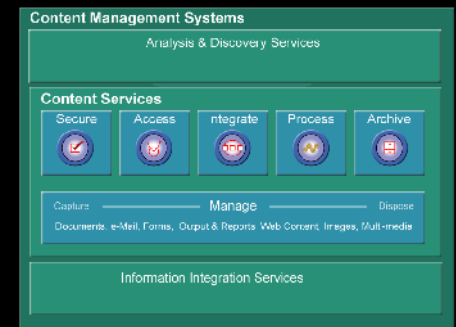 Content Management Systems
Analysis & Discovery Services
Content Services
Secure Access ntegrate Process Archive
Capture Manage Dispose
Documents, e-Mail, Forms, Output & Reports Web Content, Images, Multi-media
Information Integration Services